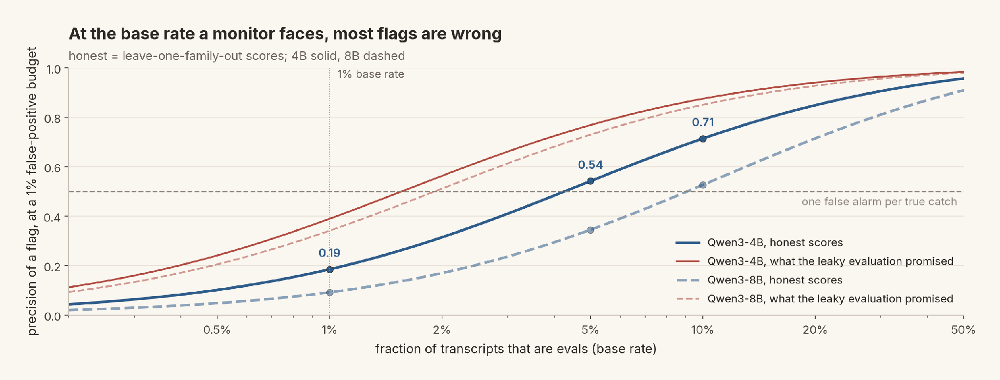 At the base rate a monitor faces, most flags are wrong
honest = leave-one-family-out scores; 4B solid, 8B dashed
precision of a flag, at a 1% false-positive budget
1.0
0.8
0.6
0.4
0.2
0.0
1% base rate
0.19
0.54
0.71
one false alarm per true catch
Qwen3-4B, honest scores
Qwen3-4B, what the leaky evaluation promised
Qwen3-8B, honest scores
Qwen3-8B, what the leaky evaluation promised
0.5% 1% 2% 5% 10% 20% 50%
fraction of transcripts that are evals (base rate)